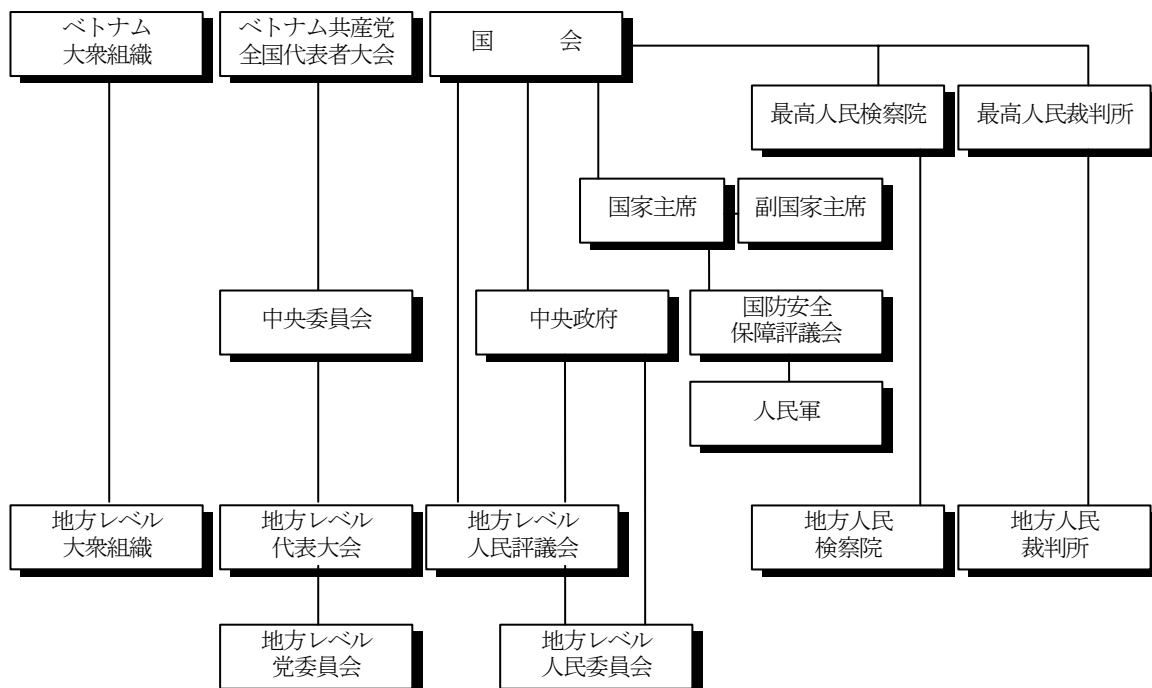 ベトナム
大衆組織
ベトナム共産党
全国代表者大会
国　　会
最高人民検察院
最高人民裁判所
国家主席
副国家主席
中央委員会
中央政府
国防安全
保障評議会
人民軍
地方レベル
大衆組織
地方レベル
代表大会
地方レベル
人民評議会
地方人民
検察院
地方人民
裁判所
地方レベル
党委員会
地方レベル
人民委員会